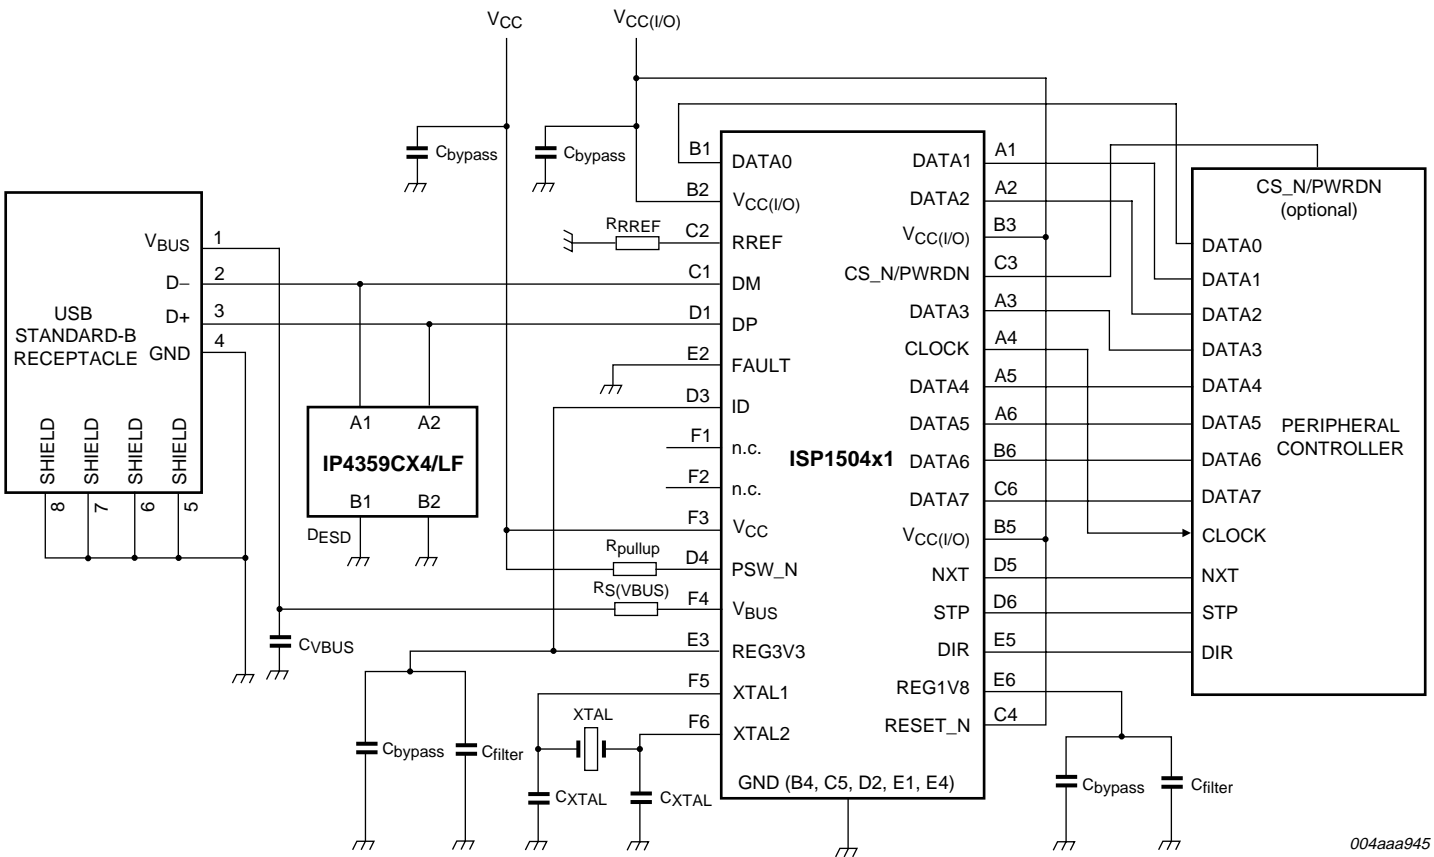 VCC
VCC(I/O)
Cbypass
Cbypass
USB
STANDARD-B
RECEPTACLE
VBUS
1
D–
2
D+
3
GND
4
SHIELD
SHIELD
SHIELD
SHIELD
8
7
6
5
A1
A2
IP4359CX4/LF
B1
B2
DESD
CVBUS
RRREF
Rpullup
RS(VBUS)
Cbypass
Cfilter
XTAL
CXTAL
CXTAL
B1
DATA0
B2
VCC(I/O)
C2
RREF
C1
DM
D1
DP
E2
FAULT
D3
ID
F1
n.c.
F2
n.c.
F3
VCC
D4
PSW_N
F4
VBUS
E3
REG3V3
F5
XTAL1
F6
XTAL2
ISP1504x1
GND (B4, C5, D2, E1, E4)
DATA1
A1
DATA2
A2
VCC(I/O)
B3
CS_N/PWRDN
C3
DATA3
A3
CLOCK
A4
DATA4
A5
DATA5
A6
DATA6
B6
DATA7
C6
VCC(I/O)
B5
NXT
D5
STP
D6
DIR
E5
REG1V8
E6
RESET_N
C4
Cbypass
Cfilter
CS_N/PWRDN
(optional)
DATA0
DATA1
DATA2
DATA3
DATA4
DATA5
DATA6
DATA7
CLOCK
NXT
STP
DIR
PERIPHERAL
CONTROLLER
004aaa945